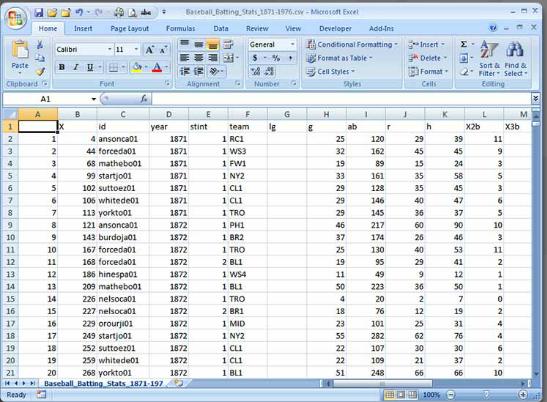 Baseball_Batting_Stats_1871-1976.csv - Microsoft Excel
Home Insert Page Layout Formulas Data Review View Developer Add-Ins
Calibri 11 General Conditional Formatting Insert Σ
Paste B I U $ % , Format as Table Delete Sort & Filter Find & Select
Cell Styles Format
Clipboard Font Alignment Number Styles Cells Editing
A1 fx
A B C D E F G H I J K L M
1 X id year stint team lg g ab r h X2b X3b
2 1 4 ansonca01 1871 1 RC1 25 120 29 39 11
3 2 44 forceda01 1871 1 WS3 32 162 45 45 9
4 3 68 mathebo01 1871 1 FW1 19 89 15 24 3
5 4 99 startjo01 1871 1 NY2 33 161 35 58 5
6 5 102 suttoez01 1871 1 CL1 29 128 35 45 3
7 6 106 whitede01 1871 1 CL1 29 146 40 47 6
8 7 113 yorkto01 1871 1 TRO 29 145 36 37 5
9 8 121 ansonca01 1872 1 PH1 46 217 60 90 10
10 9 143 burdoja01 1872 1 BR2 37 174 26 46 3
11 10 167 forceda01 1872 1 TRO 25 130 40 53 11
12 11 168 forceda01 1872 2 BL1 19 95 29 41 2
13 12 186 hinespa01 1872 1 WS4 11 49 9 12 1
14 13 209 mathebo01 1872 1 BL1 50 223 36 50 1
15 14 226 nelsoca01 1872 1 TRO 4 20 2 7 0
16 15 227 nelsoca01 1872 2 BR1 18 76 12 19 2
17 16 229 orourji01 1872 1 MID 23 101 25 31 4
18 17 249 startjo01 1872 1 NY2 55 282 62 76 4
19 18 252 suttoez01 1872 1 CL1 22 107 30 30 6
20 19 259 whitede01 1872 1 CL1 22 109 21 37 2
21 20 268 yorkto01 1872 1 BL1 51 248 66 66 10
Baseball_Batting_Stats_1871-197
Ready 100%